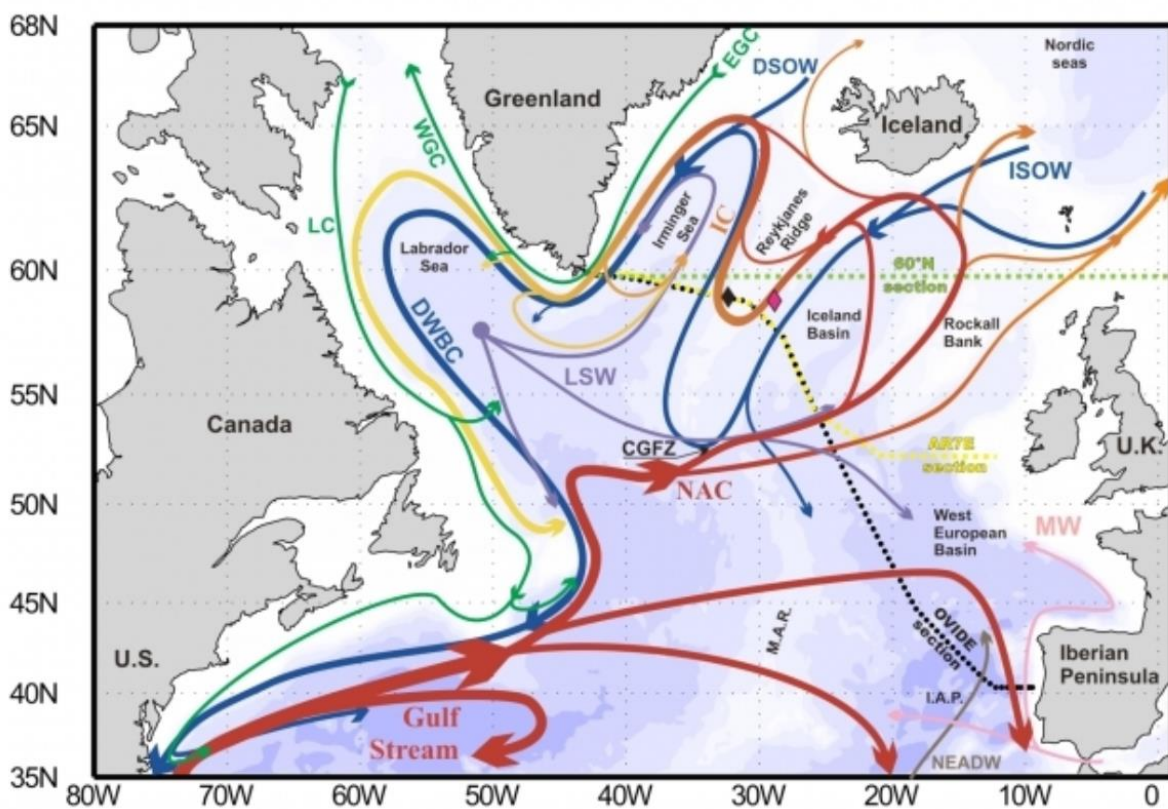 68N
65N
60N
55N
50N
45N
40N
35N
80W
70W
60W
50W
40W
30W
20W
10W
0
Greenland
EGC
DSOW
Nordic
seas
Iceland
ISOW
WGC
LC
Labrador
Sea
Irminger
Sea
IC
Reykjanes
Ridge
60°N
section
DWBC
Iceland
Basin
Rockall
Bank
LSW
Canada
CGFZ
AR7E
section
U.K.
NAC
West
European
Basin
MW
U.S.
M.A.R.
OVIDE
section
Iberian
Peninsula
I.A.P.
Gulf
Stream
NEADW